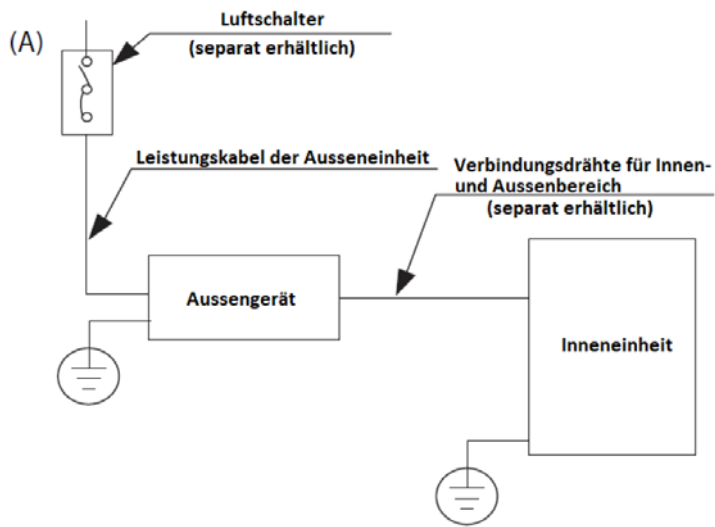 (A)
Luftschalter
(separat erhältlich)
Leistungskabel der Ausseneinheit
Verbindungsdrähte für Innen-
und Aussenbereich
(separat erhältlich)
Aussengerät
Inneneinheit